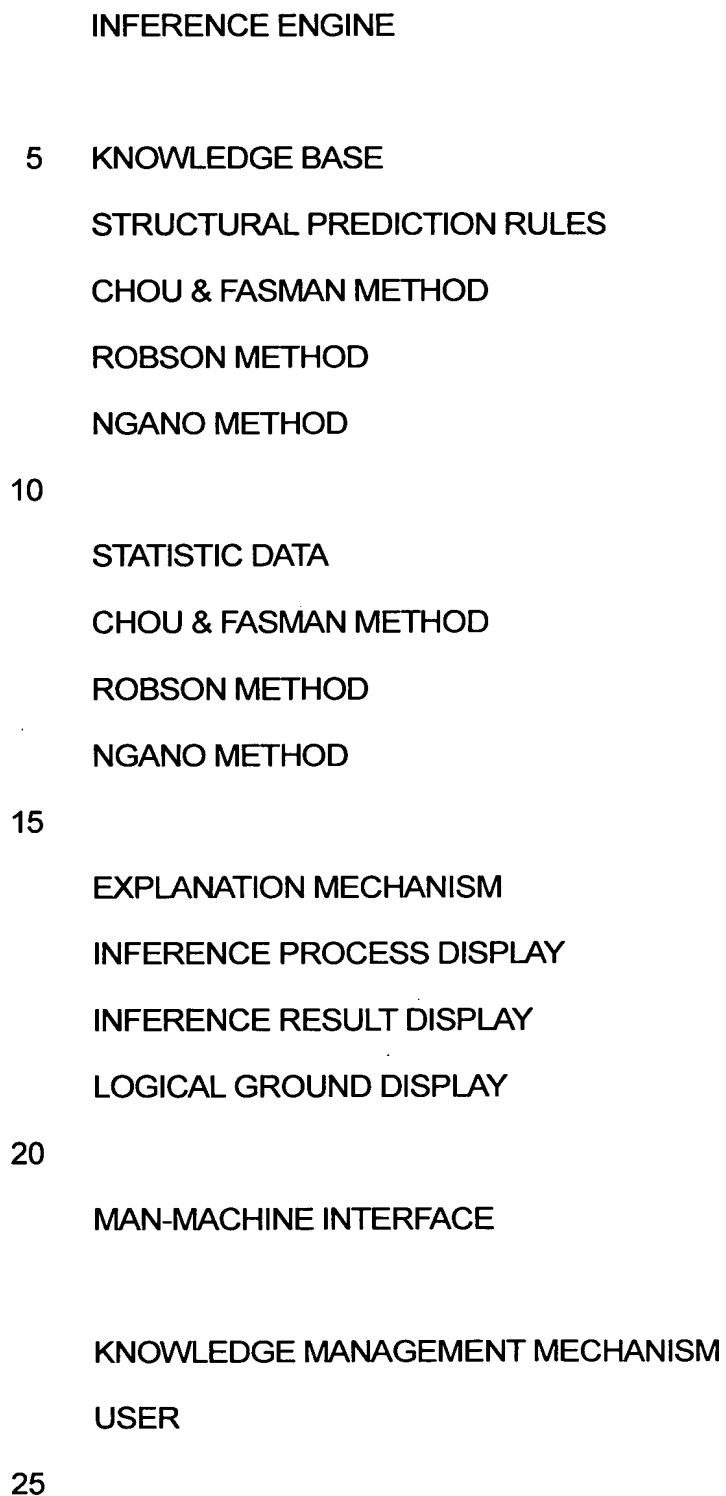 INFERENCE ENGINE
5 KNOWLEDGE BASE
STRUCTURAL PREDICTION RULES
CHOU & FASMAN METHOD
ROBSON METHOD
NGANO METHOD
10
STATISTIC DATA
CHOU & FASMAN METHOD
ROBSON METHOD
NGANO METHOD
15
EXPLANATION MECHANISM
INFERENCE PROCESS DISPLAY
INFERENCE RESULT DISPLAY
LOGICAL GROUND DISPLAY
20
MAN-MACHINE INTERFACE
KNOWLEDGE MANAGEMENT MECHANISM
USER
25